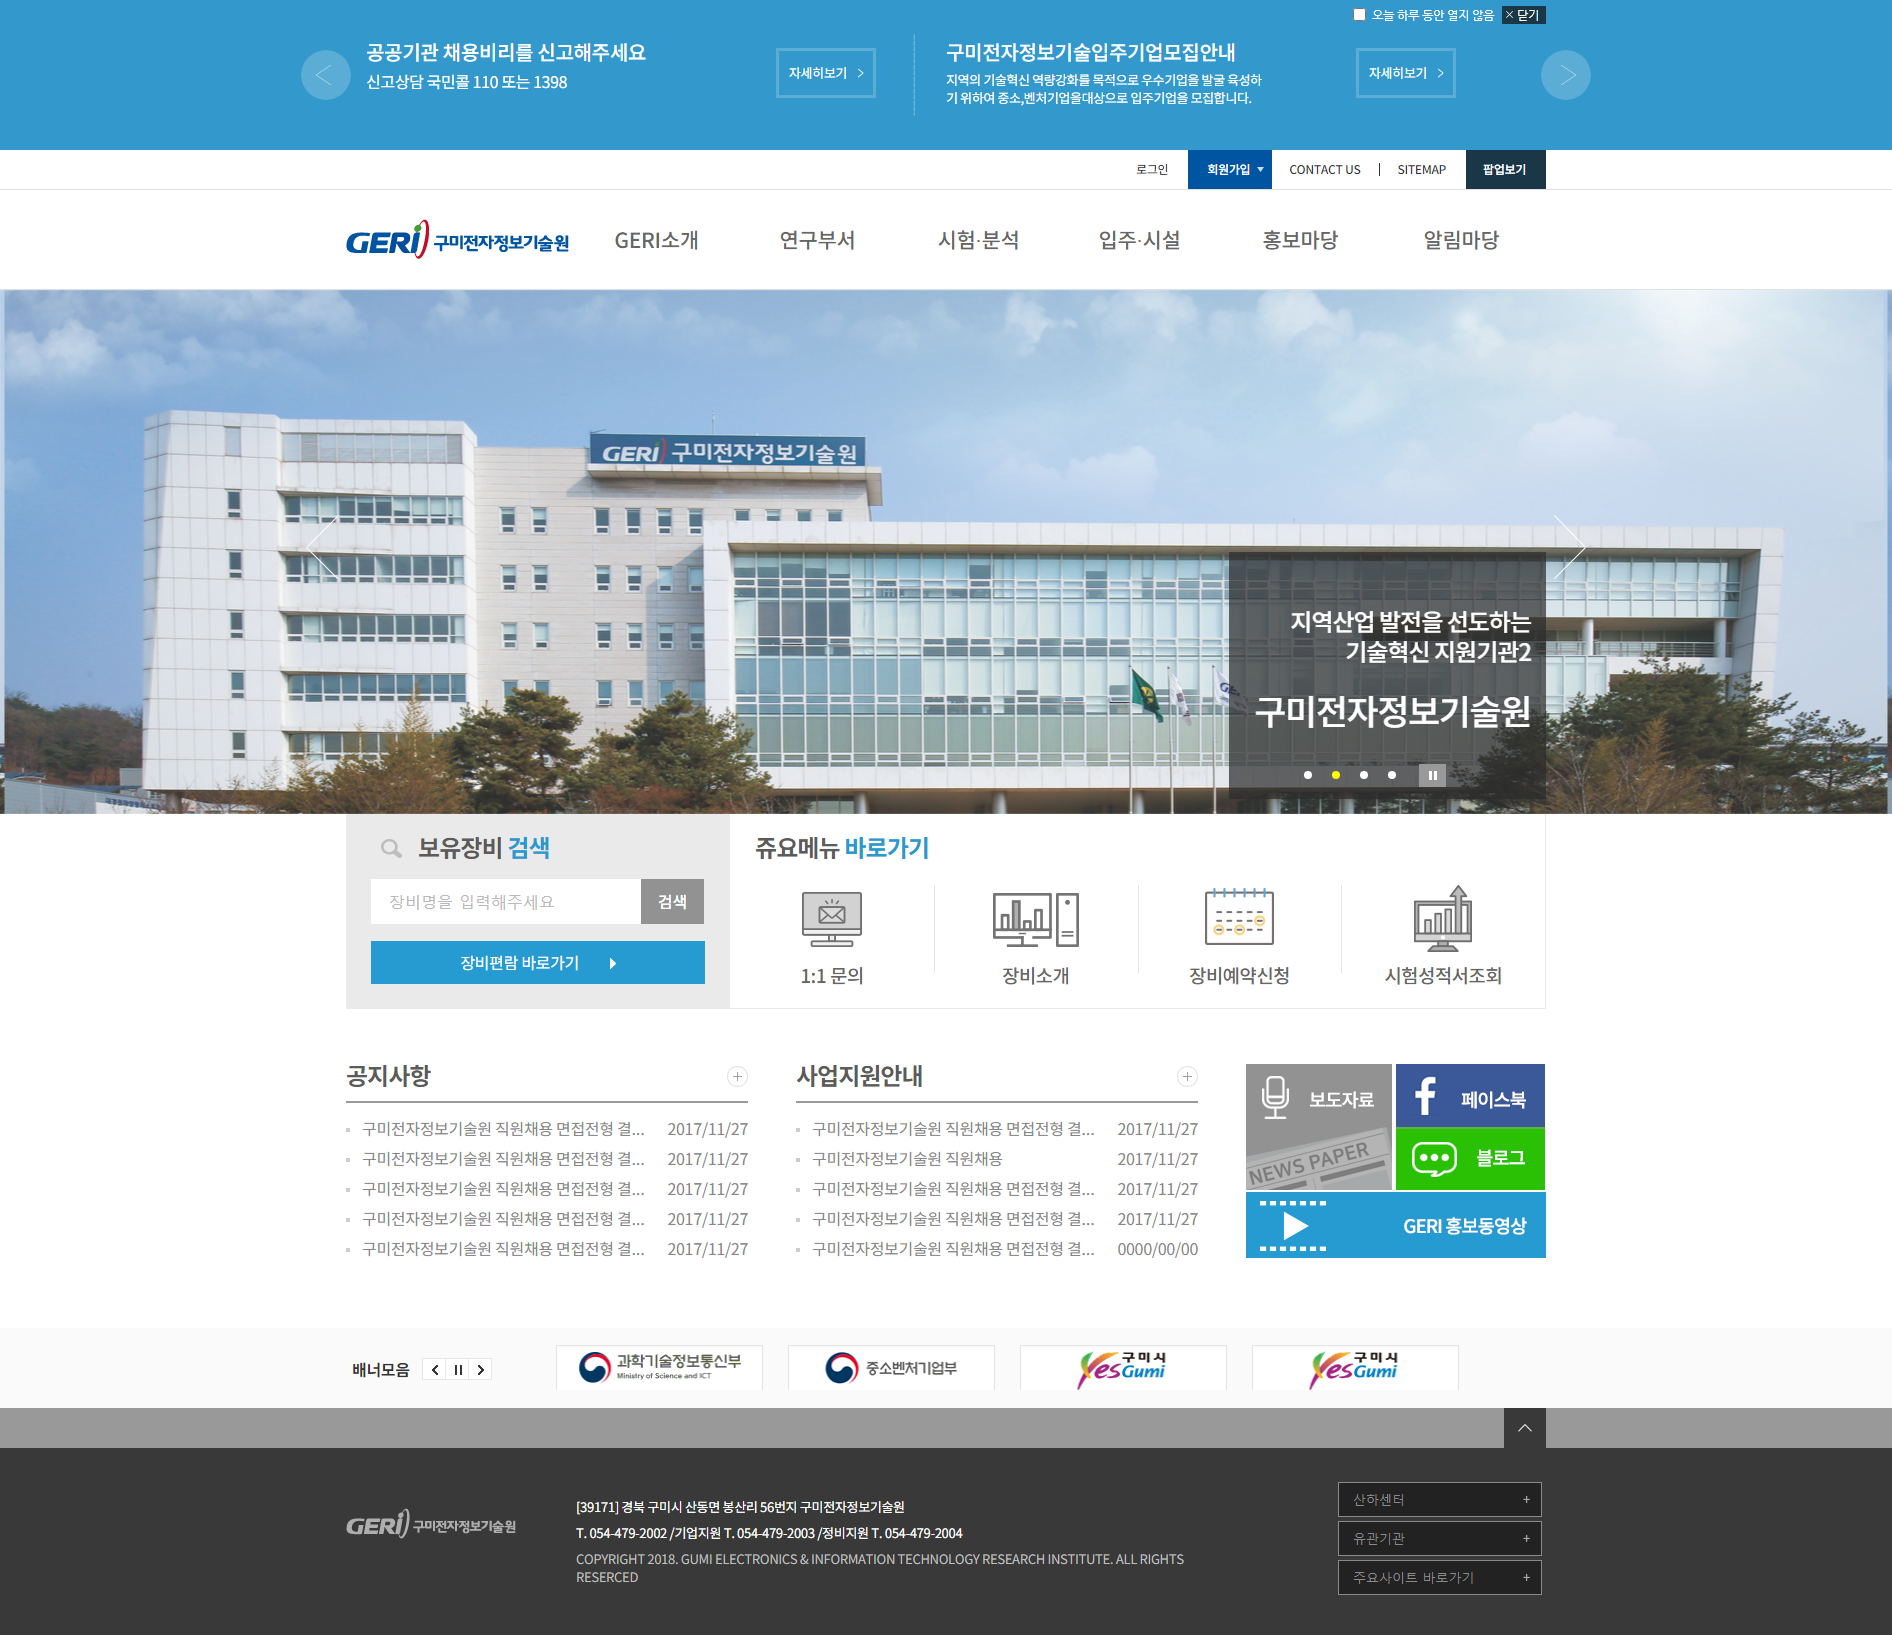 오늘 하루 동안 열지 않음 × 닫기
공공기관 채용비리를 신고해주세요
신고상담 국민콜 110 또는 1398
자세히보기
구미전자정보기술입주기업모집안내
지역의 기술혁신 역량강화를 목적으로 우수기업을 발굴 육성하
기 위하여 중소,벤처기업을대상으로 입주기업을 모집합니다.
자세히보기
로그인 회원가입 CONTACT US SITEMAP 팝업보기
GERI 구미전자정보기술원 GERI소개 연구부서 시험·분석 입주·시설 홍보마당 알림마당
GERI 구미전자정보기술원
지역산업 발전을 선도하는
기술혁신 지원기관2
구미전자정보기술원
보유장비 검색
장비명을 입력해주세요 검색
장비편람 바로가기
쥬요메뉴 바로가기
1:1 문의 장비소개 장비예약신청 시험성적서조회
공지사항
구미전자정보기술원 직원채용 면접전형 결... 2017/11/27
구미전자정보기술원 직원채용 면접전형 결... 2017/11/27
구미전자정보기술원 직원채용 면접전형 결... 2017/11/27
구미전자정보기술원 직원채용 면접전형 결... 2017/11/27
구미전자정보기술원 직원채용 면접전형 결... 2017/11/27
사업지원안내
구미전자정보기술원 직원채용 면접전형 결... 2017/11/27
구미전자정보기술원 직원채용 2017/11/27
구미전자정보기술원 직원채용 면접전형 결... 2017/11/27
구미전자정보기술원 직원채용 면접전형 결... 2017/11/27
구미전자정보기술원 직원채용 면접전형 결... 0000/00/00
보도자료
NEWS PAPER
페이스북
블로그
GERI 홍보동영상
배너모음
과학기술정보통신부
Ministry of Science and ICT
중소벤처기업부
구미시
Yes Gumi
구미시
Yes Gumi
GERI 구미전자정보기술원
[39171] 경북 구미시 산동면 봉산리 56번지 구미전자정보기술원
T. 054-479-2002 /기업지원 T. 054-479-2003 /정비지원 T. 054-479-2004
COPYRIGHT 2018. GUMI ELECTRONICS & INFORMATION TECHNOLOGY RESEARCH INSTITUTE. ALL RIGHTS
RESERCED
산하센터 +
유관기관 +
주요사이트 바로가기 +